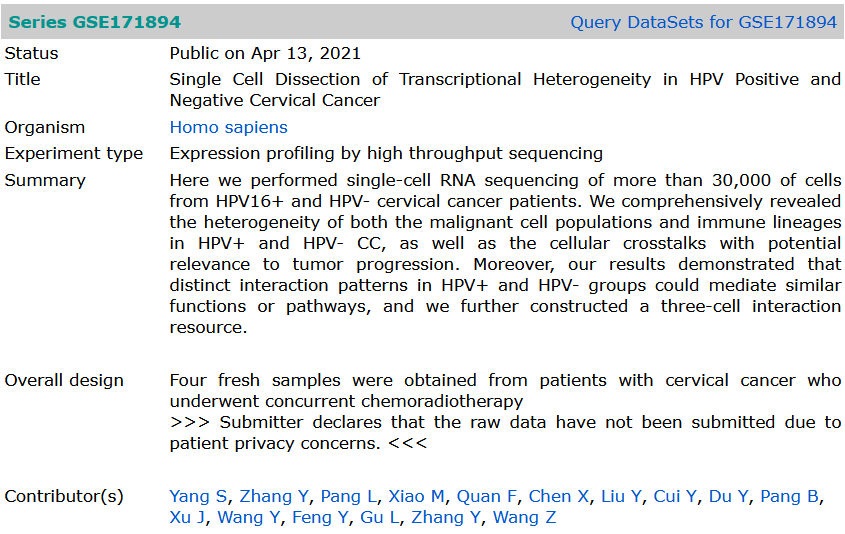 Series GSE171894 Query DataSets for GSE171894
Status Public on Apr 13, 2021
Title Single Cell Dissection of Transcriptional Heterogeneity in HPV Positive and
Negative Cervical Cancer
Organism Homo sapiens
Experiment type Expression profiling by high throughput sequencing
Summary Here we performed single-cell RNA sequencing of more than 30,000 of cells
from HPV16+ and HPV- cervical cancer patients. We comprehensively revealed
the heterogeneity of both the malignant cell populations and immune lineages
in HPV+ and HPV- CC, as well as the cellular crosstalks with potential
relevance to tumor progression. Moreover, our results demonstrated that
distinct interaction patterns in HPV+ and HPV- groups could mediate similar
functions or pathways, and we further constructed a three-cell interaction
resource.
Overall design Four fresh samples were obtained from patients with cervical cancer who
underwent concurrent chemoradiotherapy
>>> Submitter declares that the raw data have not been submitted due to
patient privacy concerns. <<<
Contributor(s) Yang S, Zhang Y, Pang L, Xiao M, Quan F, Chen X, Liu Y, Cui Y, Du Y, Pang B,
Xu J, Wang Y, Feng Y, Gu L, Zhang Y, Wang Z